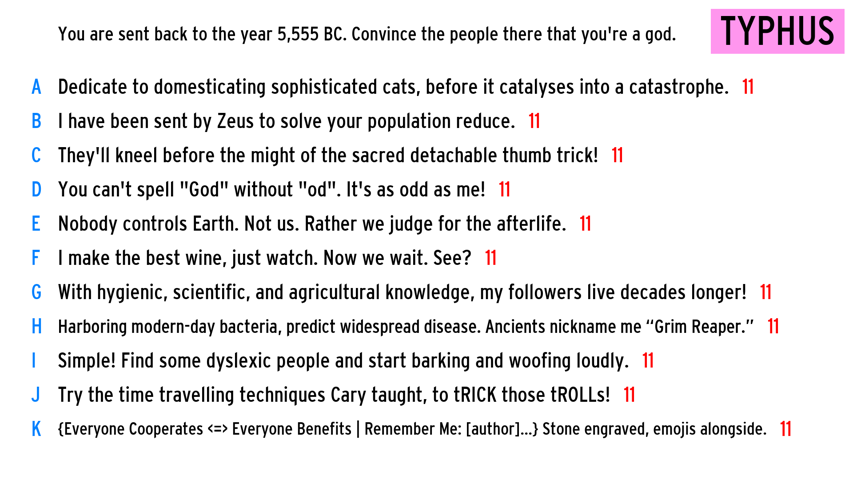 You are sent back to the year 5,555 BC. Convince the people there that you're a god.
TYPHUS
A Dedicate to domesticating sophisticated cats, before it catalyses into a catastrophe. 11
B I have been sent by Zeus to solve your population reduce. 11
C They'll kneel before the might of the sacred detachable thumb trick! 11
D You can't spell "God" without "od". It's as odd as me! 11
E Nobody controls Earth. Not us. Rather we judge for the afterlife. 11
F I make the best wine, just watch. Now we wait. See? 11
G With hygienic, scientific, and agricultural knowledge, my followers live decades longer! 11
H Harboring modern-day bacteria, predict widespread disease. Ancients nickname me “Grim Reaper.” 11
I Simple! Find some dyslexic people and start barking and woofing loudly. 11
J Try the time travelling techniques Cary taught, to tRICK those tROLLs! 11
K {Everyone Cooperates <=> Everyone Benefits | Remember Me: [author]...} Stone engraved, emojis alongside. 11